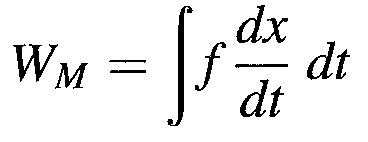 W_M = ∫ f dx/dt dt